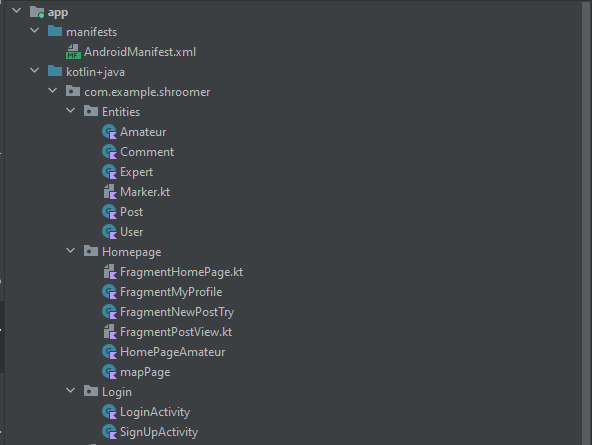 app
manifests
MF AndroidManifest.xml
kotlin+java
com.example.shroomer
Entities
Amateur
Comment
Expert
Marker.kt
Post
User
Homepage
FragmentHomePage.kt
FragmentMyProfile
FragmentNewPostTry
FragmentPostView.kt
HomePageAmateur
mapPage
Login
LoginActivity
SignUpActivity